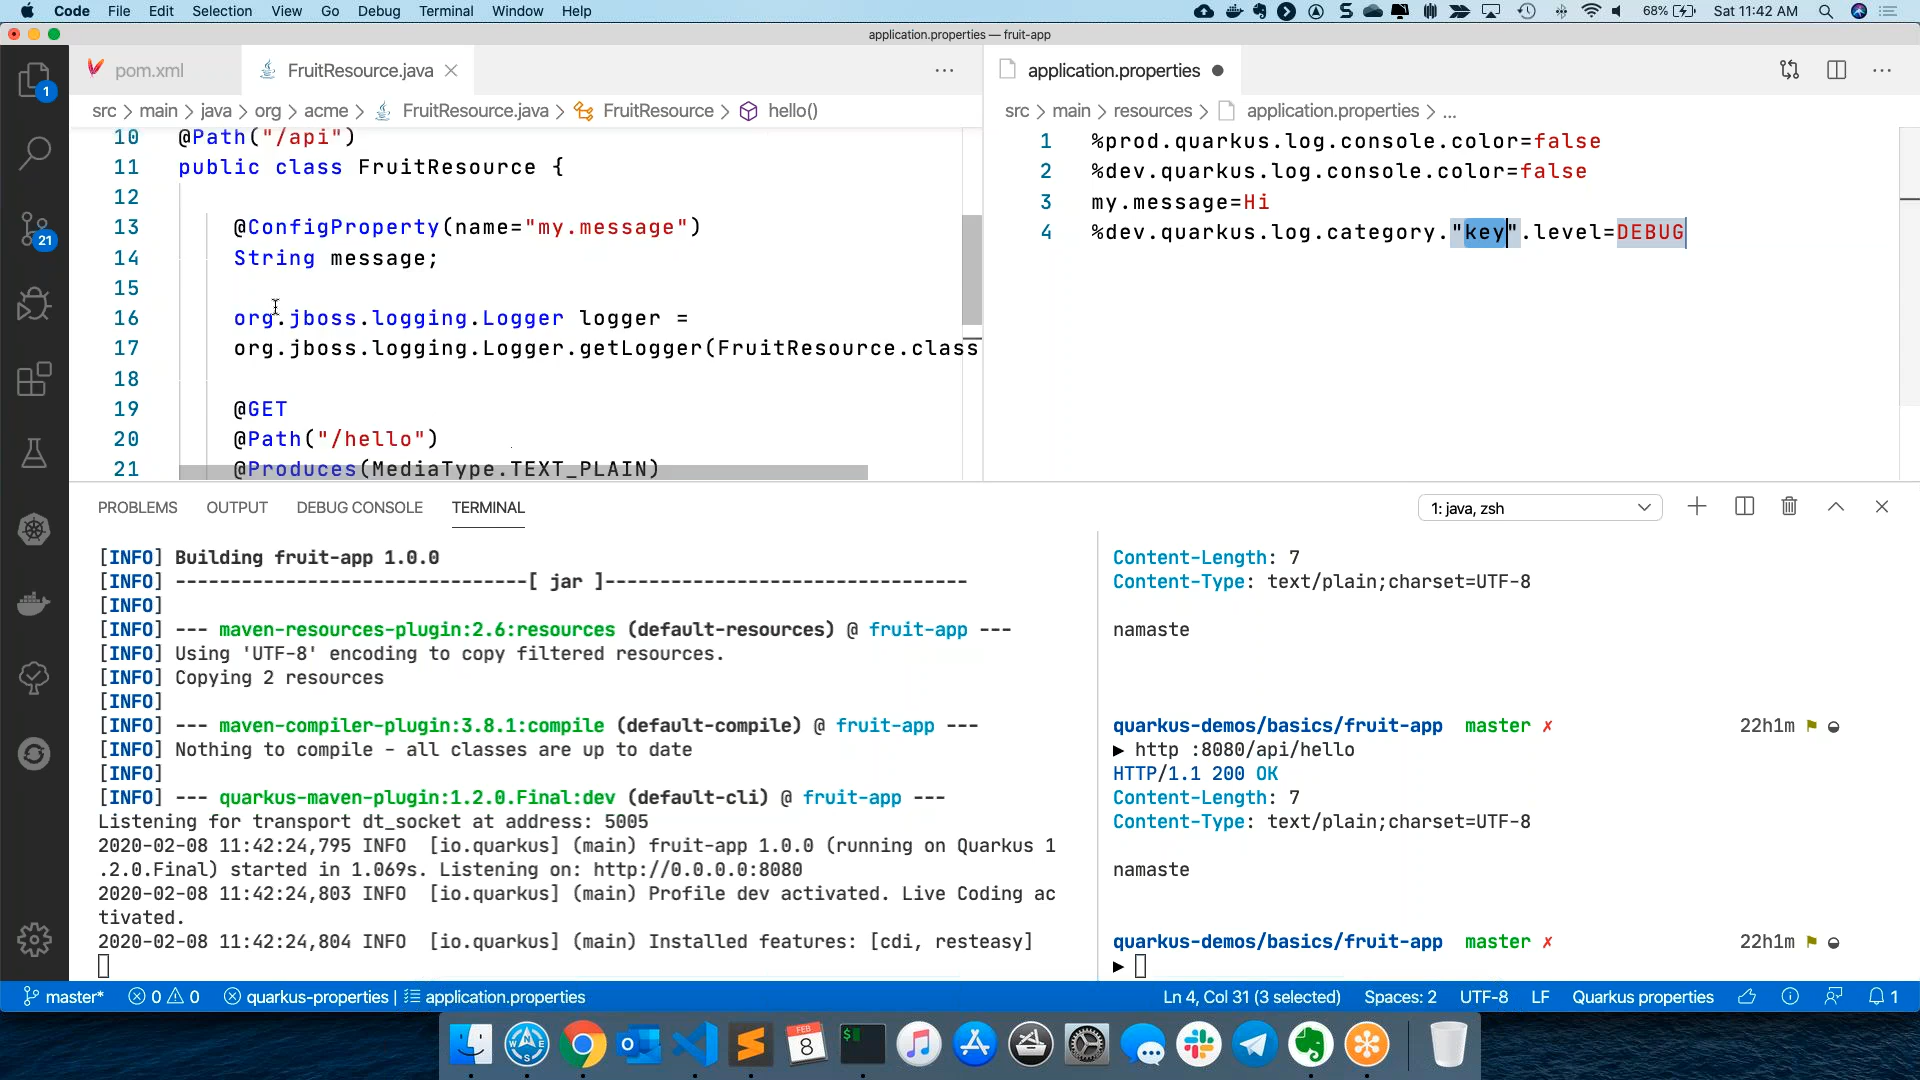 Code File Edit Selection View Go Debug Terminal Window Help
68% Sat 11:42 AM
application.properties — fruit-app
pom.xml
FruitResource.java
application.properties
src > main > java > org > acme > FruitResource.java > FruitResource > hello()
src > main > resources > application.properties > ...
10 @Path("/api")
11 public class FruitResource {
12
13 @ConfigProperty(name="my.message")
14 String message;
15
16 org.jboss.logging.Logger logger =
17 org.jboss.logging.Logger.getLogger(FruitResource.class
18
19 @GET
20 @Path("/hello")
21 @Produces(MediaType.TEXT_PLAIN)
1 %prod.quarkus.log.console.color=false
2 %dev.quarkus.log.console.color=false
3 my.message=Hi
4 %dev.quarkus.log.category."key".level=DEBUG
1
21
PROBLEMS OUTPUT DEBUG CONSOLE TERMINAL
1: java, zsh
[INFO] Building fruit-app 1.0.0
[INFO] --------------------------------[ jar ]---------------------------------
[INFO]
[INFO] --- maven-resources-plugin:2.6:resources (default-resources) @ fruit-app ---
[INFO] Using 'UTF-8' encoding to copy filtered resources.
[INFO] Copying 2 resources
[INFO]
[INFO] --- maven-compiler-plugin:3.8.1:compile (default-compile) @ fruit-app ---
[INFO] Nothing to compile - all classes are up to date
[INFO]
[INFO] --- quarkus-maven-plugin:1.2.0.Final:dev (default-cli) @ fruit-app ---
Listening for transport dt_socket at address: 5005
2020-02-08 11:42:24,795 INFO [io.quarkus] (main) fruit-app 1.0.0 (running on Quarkus 1
.2.0.Final) started in 1.069s. Listening on: http://0.0.0.0:8080
2020-02-08 11:42:24,803 INFO [io.quarkus] (main) Profile dev activated. Live Coding ac
tivated.
2020-02-08 11:42:24,804 INFO [io.quarkus] (main) Installed features: [cdi, resteasy]
Content-Length: 7
Content-Type: text/plain;charset=UTF-8
namaste
quarkus-demos/basics/fruit-app master ✗ 22h1m
▶ http :8080/api/hello
HTTP/1.1 200 OK
Content-Length: 7
Content-Type: text/plain;charset=UTF-8
namaste
quarkus-demos/basics/fruit-app master ✗ 22h1m
▶
master* 0 0 quarkus-properties | application.properties
Ln 4, Col 31 (3 selected) Spaces: 2 UTF-8 LF Quarkus properties 1
FEB
8